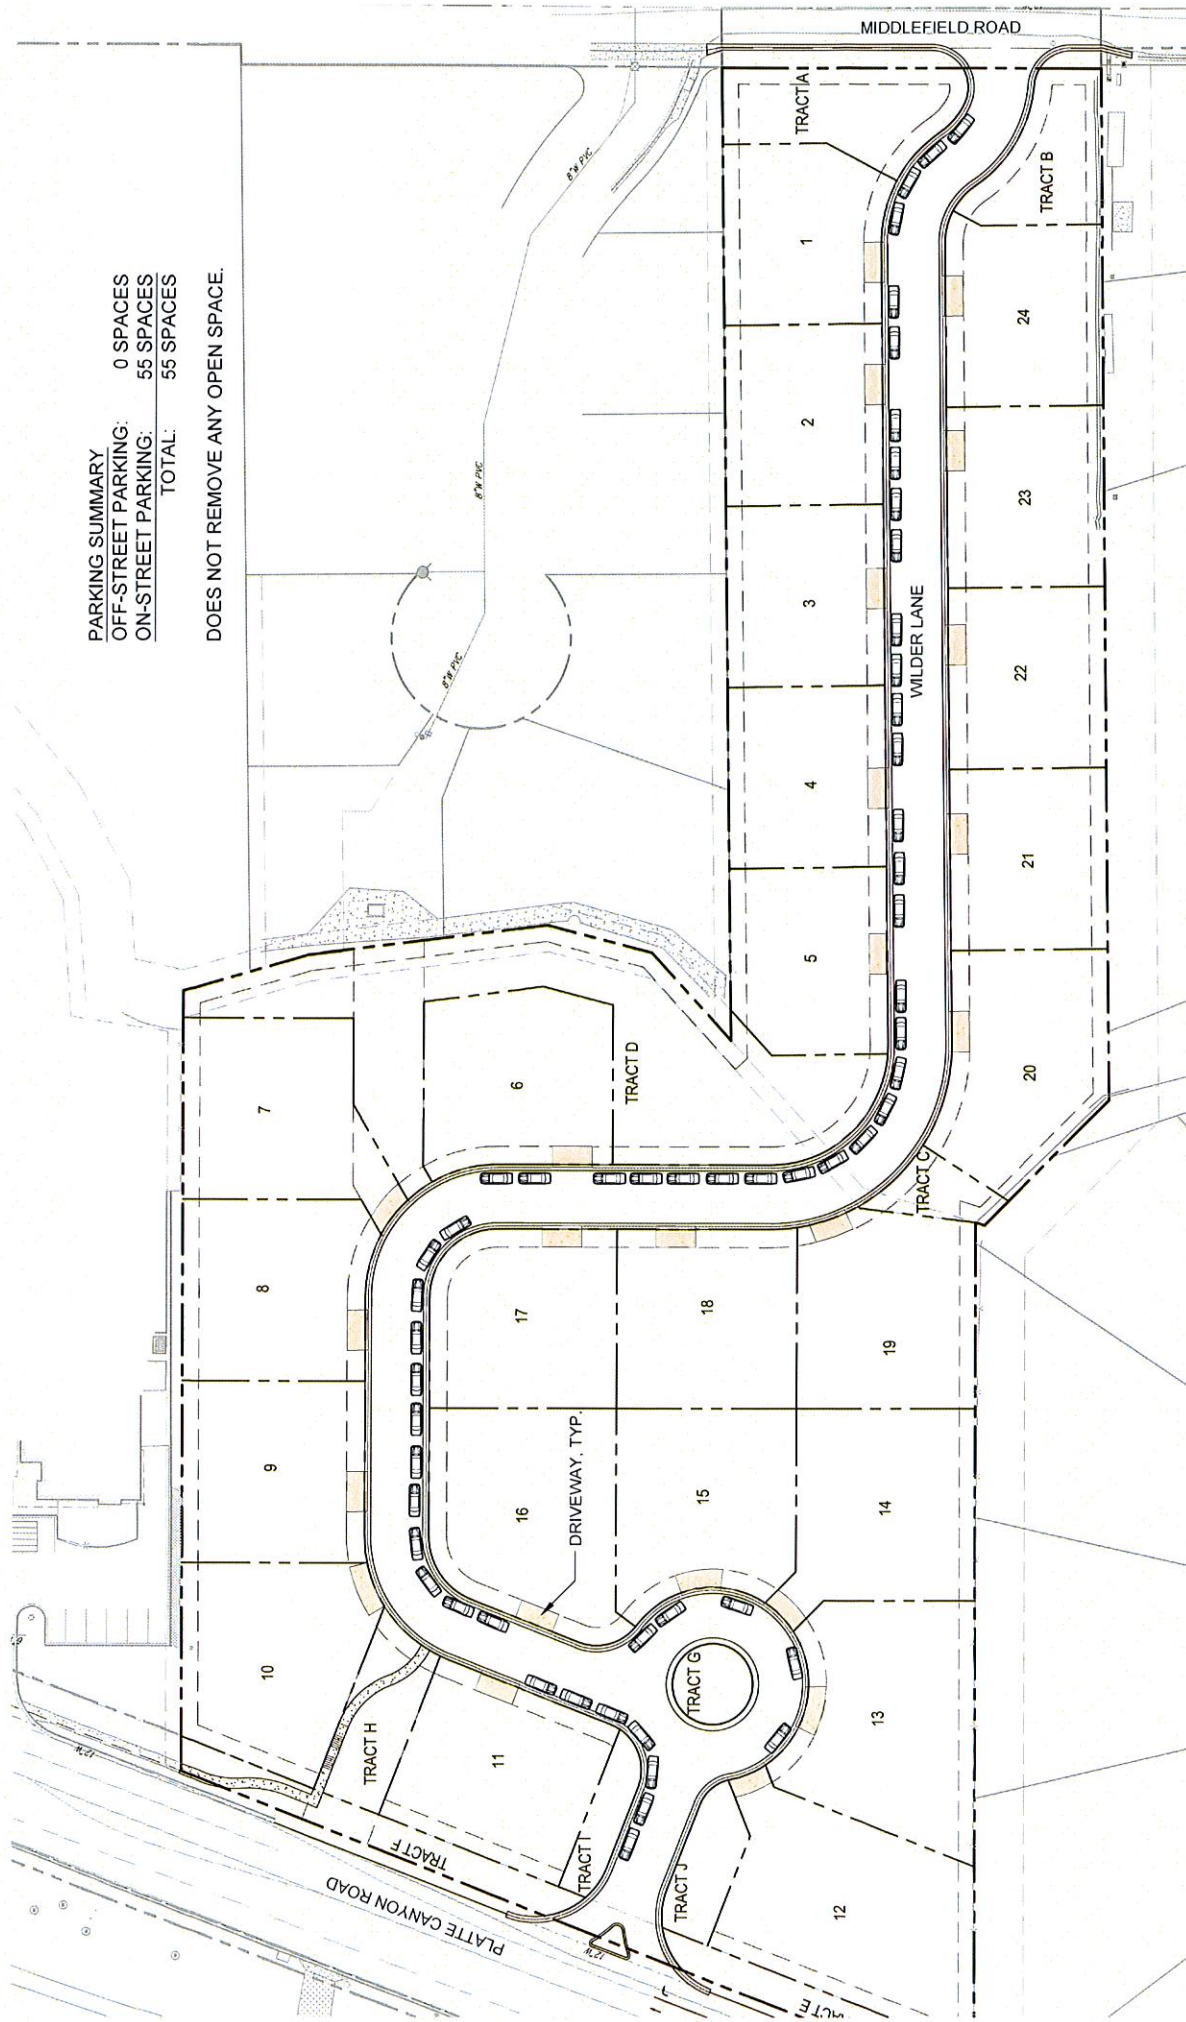 PARKING SUMMARY
OFF-STREET PARKING: 0 SPACES
ON-STREET PARKING: 55 SPACES
TOTAL: 55 SPACES
DOES NOT REMOVE ANY OPEN SPACE.
MIDDLEFIELD ROAD
TRACT A
TRACT B
1
2
3
4
5
24
23
22
21
20
WILDER LANE
8"W PVC
8"W PVC
8"W PVC
6
TRACT D
TRACT C
7
8
9
10
17
18
19
16
15
14
DRIVEWAY, TYP.
TRACT G
13
12
11
TRACT H
TRACT F
TRACT I
TRACT J
PLATTE CANYON ROAD
12"W
12"W